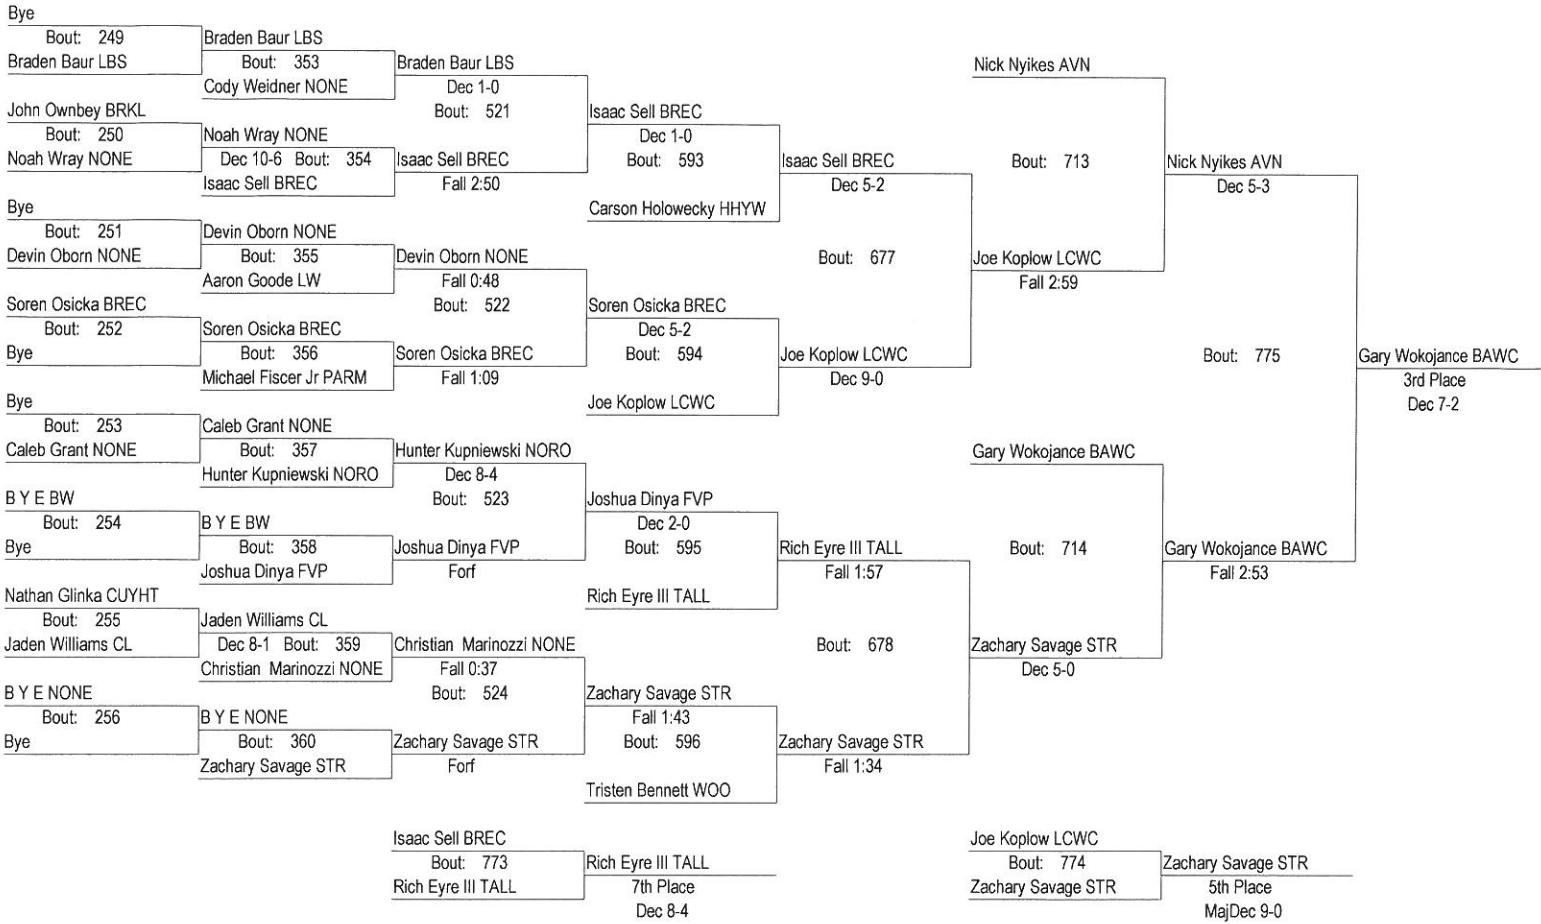 Bye
Bout: 249
Braden Baur LBS
John Ownbey BRKL
Bout: 250
Noah Wray NONE
Bye
Bout: 251
Devin Oborn NONE
Soren Osicka BREC
Bout: 252
Bye
Bye
Bout: 253
Caleb Grant NONE
B Y E BW
Bout: 254
Bye
Nathan Glinka CUYHT
Bout: 255
Jaden Williams CL
B Y E NONE
Bout: 256
Bye
Braden Baur LBS
Bout: 353
Cody Weidner NONE
Noah Wray NONE
Dec 10-6 Bout: 354
Isaac Sell BREC
Devin Oborn NONE
Bout: 355
Aaron Goode LW
Soren Osicka BREC
Bout: 356
Michael Fiscer Jr PARM
Caleb Grant NONE
Bout: 357
Hunter Kupniewski NORO
B Y E BW
Bout: 358
Joshua Dinya FVP
Jaden Williams CL
Dec 8-1 Bout: 359
Christian Marinozzi NONE
B Y E NONE
Bout: 360
Zachary Savage STR
Braden Baur LBS
Dec 1-0
Bout: 521
Isaac Sell BREC
Fall 2:50
Devin Oborn NONE
Fall 0:48
Bout: 522
Soren Osicka BREC
Fall 1:09
Hunter Kupniewski NORO
Dec 8-4
Bout: 523
Joshua Dinya FVP
Forf
Christian Marinozzi NONE
Fall 0:37
Bout: 524
Zachary Savage STR
Forf
Isaac Sell BREC
Dec 1-0
Bout: 593
Carson Holowecky HHYW
Soren Osicka BREC
Dec 5-2
Bout: 594
Joe Koplow LCWC
Joshua Dinya FVP
Dec 2-0
Bout: 595
Rich Eyre III TALL
Zachary Savage STR
Fall 1:43
Bout: 596
Tristen Bennett WOO
Isaac Sell BREC
Dec 5-2
Bout: 677
Joe Koplow LCWC
Dec 9-0
Rich Eyre III TALL
Fall 1:57
Bout: 678
Zachary Savage STR
Fall 1:34
Nick Nyikes AVN
Bout: 713
Joe Koplow LCWC
Fall 2:59
Gary Wokojance BAWC
Bout: 714
Zachary Savage STR
Dec 5-0
Nick Nyikes AVN
Dec 5-3
Bout: 775
Gary Wokojance BAWC
Fall 2:53
Gary Wokojance BAWC
3rd Place
Dec 7-2
Isaac Sell BREC
Bout: 773
Rich Eyre III TALL
Rich Eyre III TALL
7th Place
Dec 8-4
Joe Koplow LCWC
Bout: 774
Zachary Savage STR
Zachary Savage STR
5th Place
MajDec 9-0